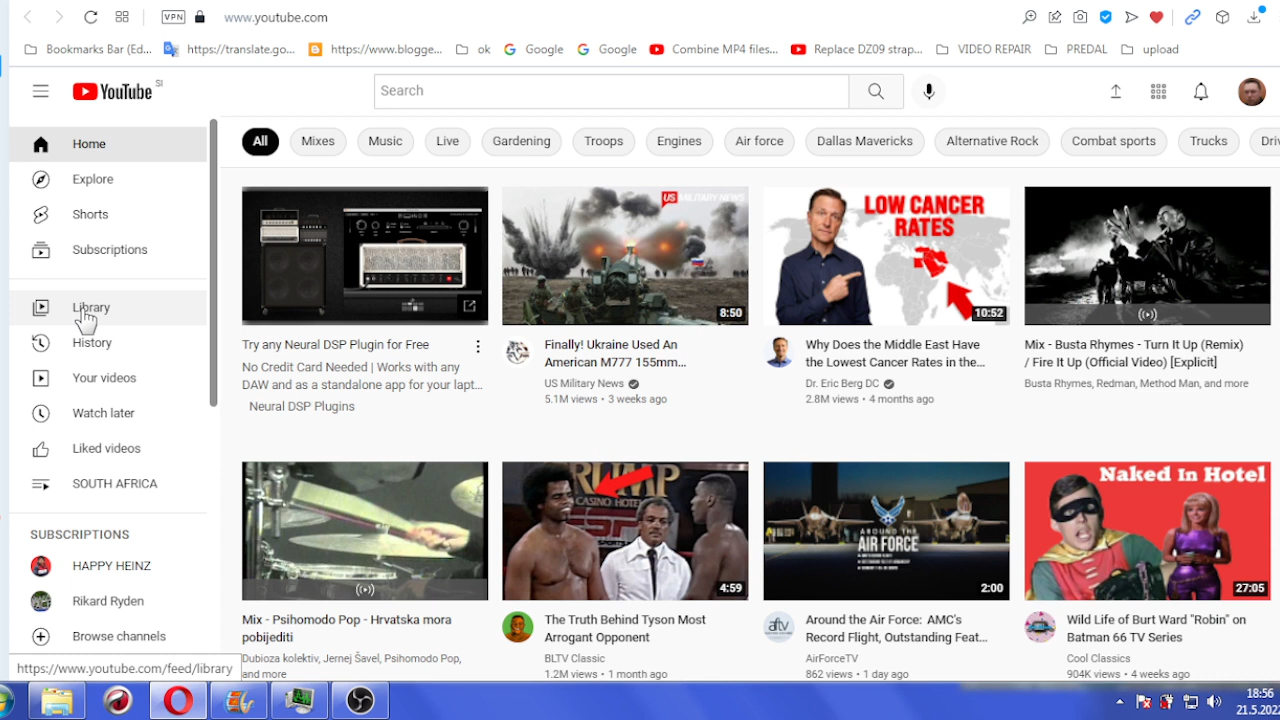 VPN www.youtube.com
Bookmarks Bar (Ed... https://translate.go... https://www.blogge... ok Google Google Combine MP4 files... Replace DZ09 strap... VIDEO REPAIR PREDAL upload
YouTube SI Search
All Mixes Music Live Gardening Troops Engines Air force Dallas Mavericks Alternative Rock Combat sports Trucks Dri
Home
Explore
Shorts
Subscriptions
Library
History
Your videos
Watch later
Liked videos
SOUTH AFRICA
SUBSCRIPTIONS
HAPPY HEINZ
Rikard Ryden
Browse channels
https://www.youtube.com/feed/library
Try any Neural DSP Plugin for Free
No Credit Card Needed | Works with any
DAW and as a standalone app for your lapt...
Neural DSP Plugins
US MILITARY NEWS
8:50
Finally! Ukraine Used An
American M777 155mm...
US Military News
5.1M views • 3 weeks ago
LOW CANCER
RATES
10:52
Why Does the Middle East Have
the Lowest Cancer Rates in the...
Dr. Eric Berg DC
2.8M views • 4 months ago
Mix - Busta Rhymes - Turn It Up (Remix)
/ Fire It Up (Official Video) [Explicit]
Busta Rhymes, Redman, Method Man, and more
Mix - Psihomodo Pop - Hrvatska mora
pobijediti
Dubioza kolektiv, Jernej Šavel, Psihomodo Pop,
and more
CASINO HOTEL
4:59
The Truth Behind Tyson Most
Arrogant Opponent
BLTV Classic
1.2M views • 1 month ago
AROUND THE
AIR FORCE
2:00
Around the Air Force: AMC's
Record Flight, Outstanding Feat...
aftv
AirForceTV
862 views • 1 day ago
Naked In Hotel
27:05
Wild Life of Burt Ward "Robin" on
Batman 66 TV Series
Cool Classics
904K views • 4 weeks ago
18:56
21.5.202